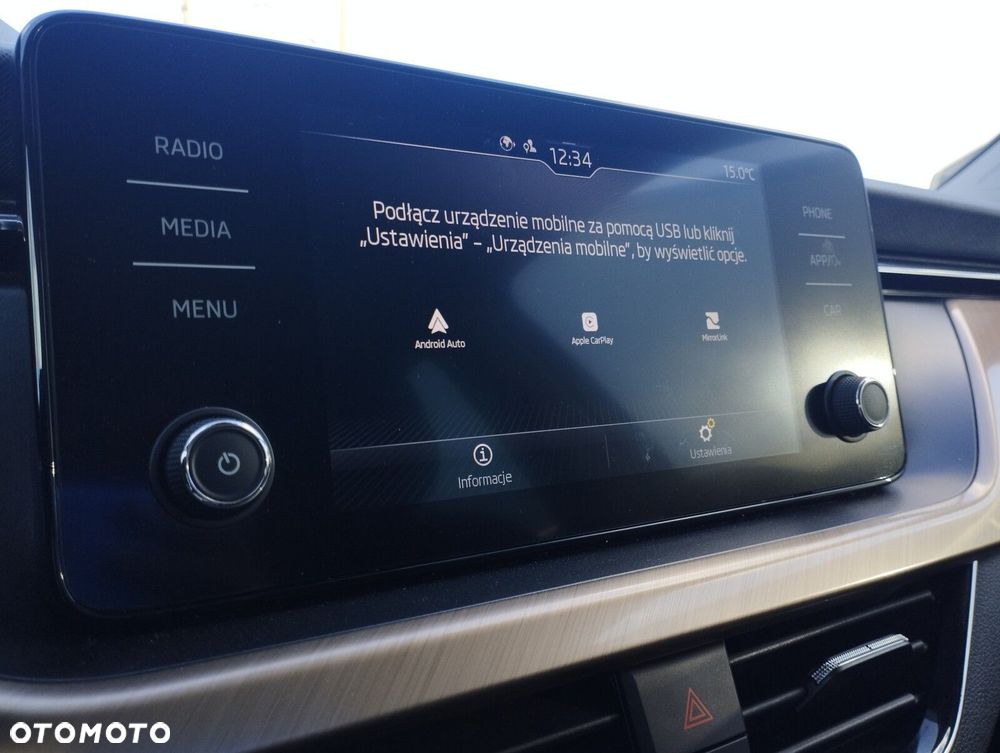 RADIO
MEDIA
MENU
12:34
15.0°C
Podłącz urządzenie mobilne za pomocą USB lub kliknij
„Ustawienia” – „Urządzenia mobilne”, by wyświetlić opcje.
Android Auto
Apple CarPlay
MirrorLink
Informacje
Ustawienia
PHONE
CAR
OTOMOTO